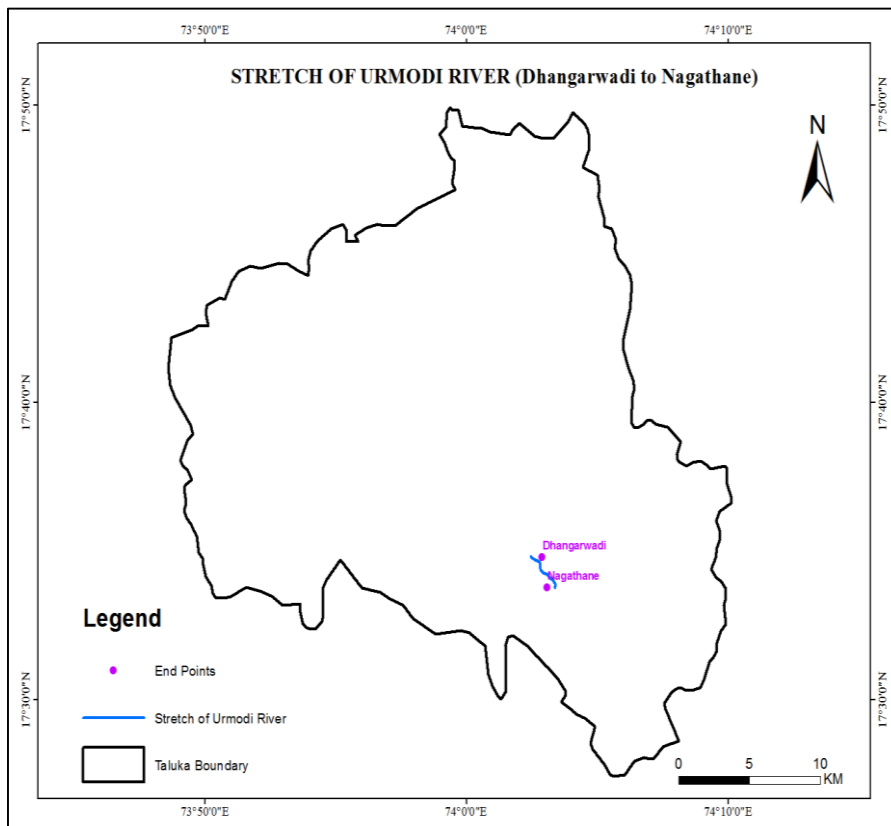 73°50'0"E 74°0'0"E 74°10'0"E
STRETCH OF URMODI RIVER (Dhangarwadi to Nagathane)
17°50'0"N 17°50'0"N
N
17°40'0"N 17°40'0"N
Dhangarwadi
Nagathane
Legend
End Points
17°30'0"N 17°30'0"N
Stretch of Urmodi River
Taluka Boundary
0 5 10
KM
73°50'0"E 74°0'0"E 74°10'0"E